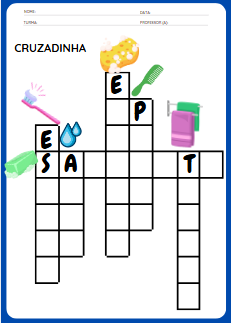 NOME:
DATA:
TURMA:
PROFESSOR (A):
CRUZADINHA
E
P
E
S A T